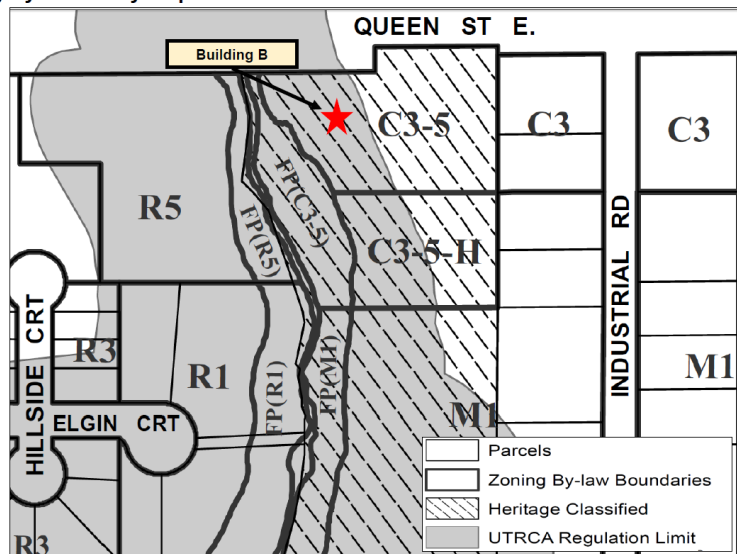 QUEEN ST E.
Building B
C3-5
C3
C3
R5
FP(C3-5)
FP(R5)
C3-5-H
INDUSTRIAL RD
HILLSIDE CRT
R3
R1
FP(R1)
FP(M1)
M1
M1
ELGIN CRT
R3
Parcels
Zoning By-law Boundaries
Heritage Classified
UTRCA Regulation Limit